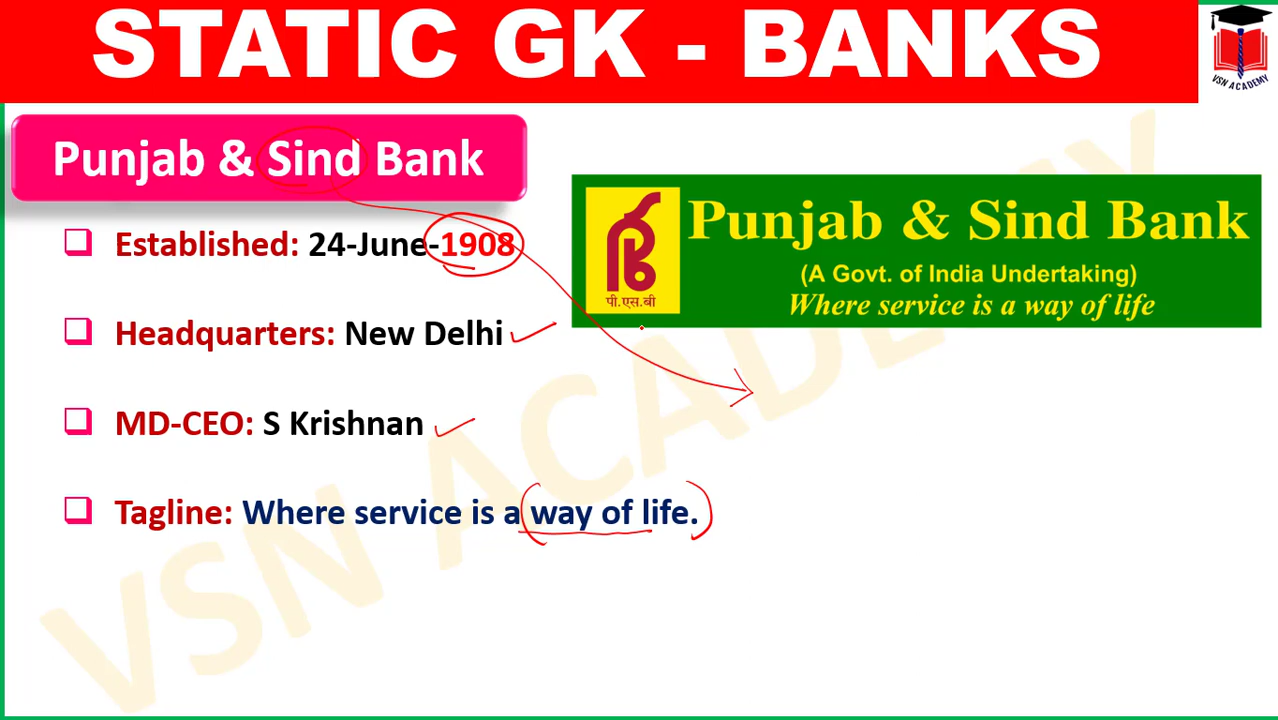 STATIC GK - BANKS
VSN ACADEMY
Punjab & Sind Bank
Established: 24-June-1908
Headquarters: New Delhi
MD-CEO: S Krishnan
Tagline: Where service is a way of life.
Punjab & Sind Bank
(A Govt. of India Undertaking)
Where service is a way of life
पी.एस.बी
VSN ACADEMY